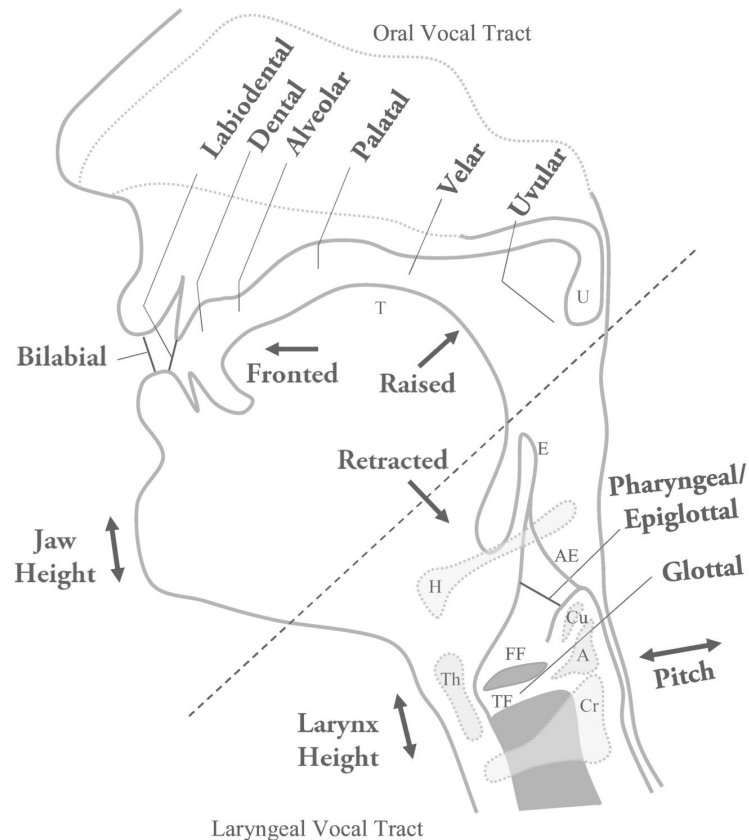 Oral Vocal Tract
Labiodental
Dental
Alveolar
Palatal
Velar
Uvular
U
T
Bilabial
Fronted
Raised
Retracted
E
Pharyngeal/
Epiglottal
Jaw
Height
AE
Glottal
H
Cu
FF
A
Th
TF
Cr
Pitch
Larynx
Height
Laryngeal Vocal Tract